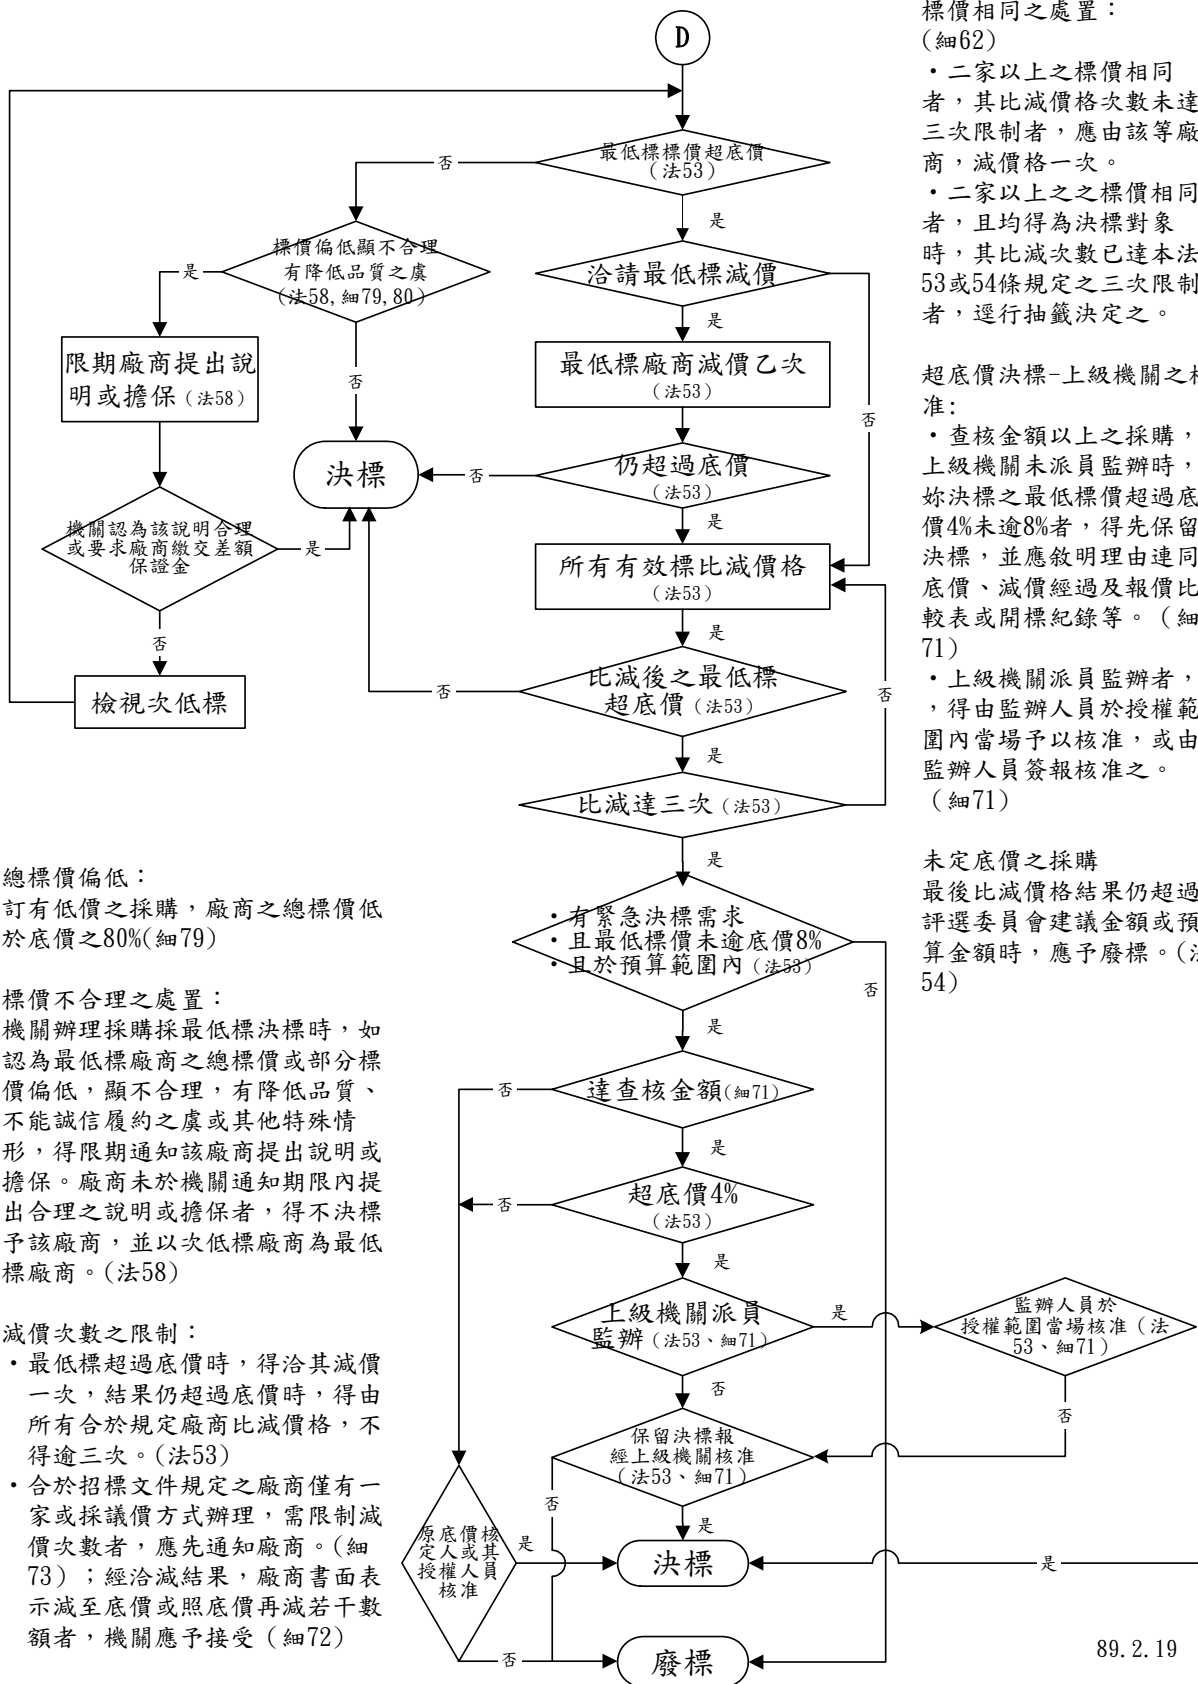 D
最低標標價超底價
(法53)
否
是
標價偏低顯不合理
有降低品質之虞
(法58,細79,80)
是
否
洽請最低標減價
是
否
限期廠商提出說
明或擔保(法58)
最低標廠商減價乙次
(法53)
決標
否
仍超過底價
(法53)
是
機關認為該說明合理
或要求廠商繳交差額
保證金
是
否
所有有效標比減價格
(法53)
是
檢視次低標
否
比減後之最低標
超底價(法53)
否
是
比減達三次(法53)
是
・有緊急決標需求
・且最低標價未逾底價8%
・且於預算範圍內(法53)
否
是
否
達查核金額(細71)
是
否
超底價4%
(法53)
是
上級機關派員
監辦(法53、細71)
是
監辦人員於
授權範圍當場核准(法
53、細71)
否
否
保留決標報
經上級機關核准
(法53、細71)
否
是
原底價核
定人或其
授權人員
核准
是
決標
是
否
廢標
標價相同之處置:
(細62)
・二家以上之標價相同
者,其比減價格次數未達
三次限制者,應由該等廠
商,減價格一次。
・二家以上之之標價相同
者,且均得為決標對象
時,其比減次數已達本法
53或54條規定之三次限制
者,逕行抽籤決定之。
超底價決標-上級機關之核
准:
・查核金額以上之採購,
上級機關未派員監辦時,
妳決標之最低標價超過底
價4%未逾8%者,得先保留
決標,並應敘明理由連同
底價、減價經過及報價比
較表或開標紀錄等。(細
71)
・上級機關派員監辦者,
,得由監辦人員於授權範
圍內當場予以核准,或由
監辦人員簽報核准之。
(細71)
未定底價之採購
最後比減價格結果仍超過
評選委員會建議金額或預
算金額時,應予廢標。(法
54)
總標價偏低:
訂有低價之採購,廠商之總標價低
於底價之80%(細79)
標價不合理之處置:
機關辦理採購採最低標決標時,如
認為最低標廠商之總標價或部分標
價偏低,顯不合理,有降低品質、
不能誠信履約之虞或其他特殊情
形,得限期通知該廠商提出說明或
擔保。廠商未於機關通知期限內提
出合理之說明或擔保者,得不決標
予該廠商,並以次低標廠商為最低
標廠商。(法58)
減價次數之限制:
・最低標超過底價時,得洽其減價
一次,結果仍超過底價時,得由
所有合於規定廠商比減價格,不
得逾三次。(法53)
・合於招標文件規定之廠商僅有一
家或採議價方式辦理,需限制減
價次數者,應先通知廠商。(細
73);經洽減結果,廠商書面表
示減至底價或照底價再減若干數
額者,機關應予接受(細72)
89.2.19